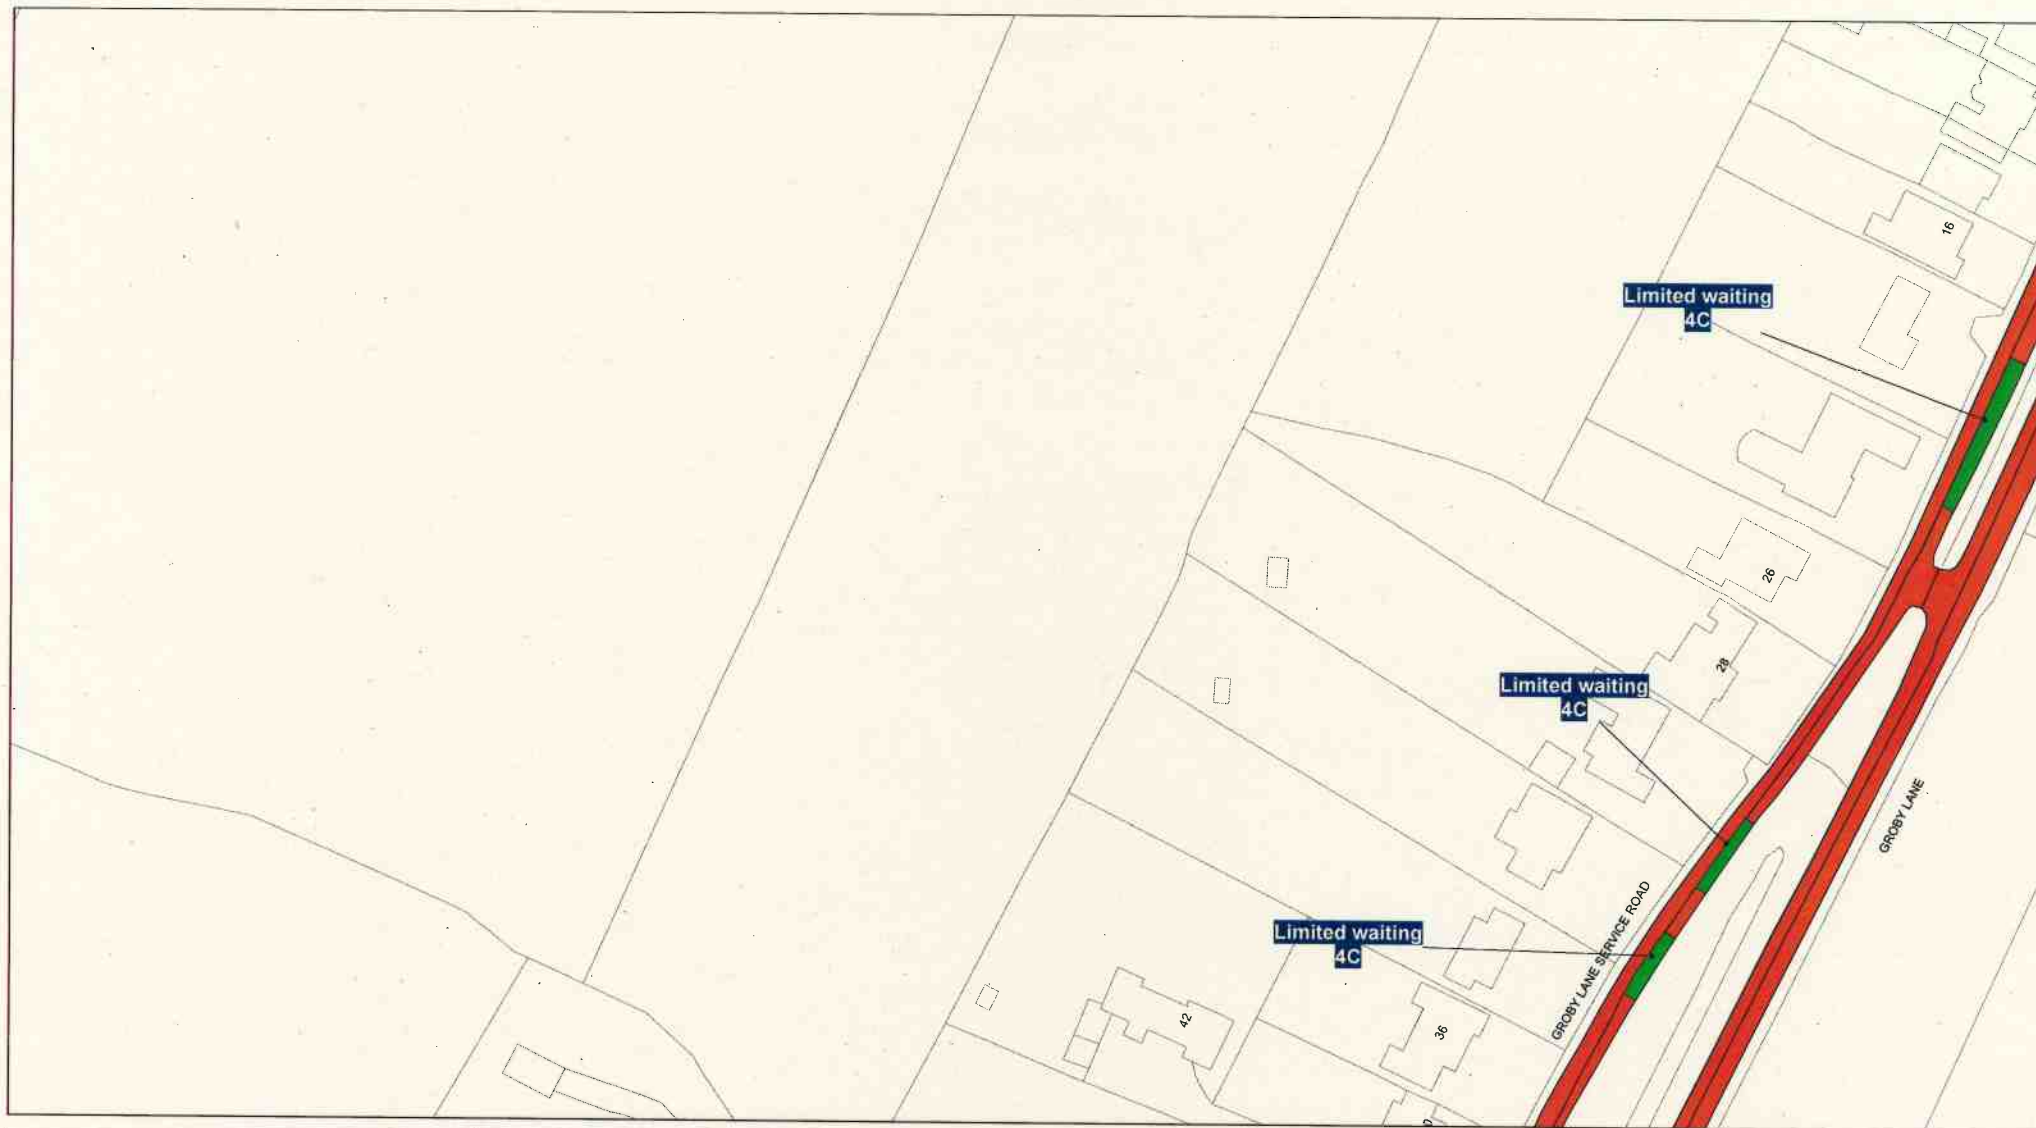 16
Limited waiting
4C
26
28
Limited waiting
4C
GROBY LANE
GROBY LANE SERVICE ROAD
Limited waiting
4C
42
36